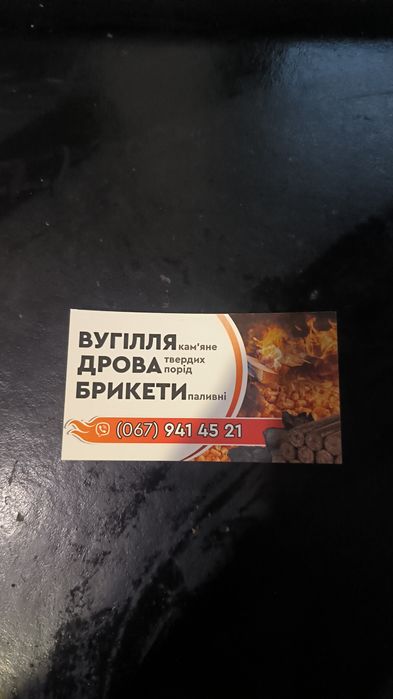 ВУГІЛЛЯ кам'яне
ДРОВА твердих порід
БРИКЕТИ паливні
(067) 941 45 21